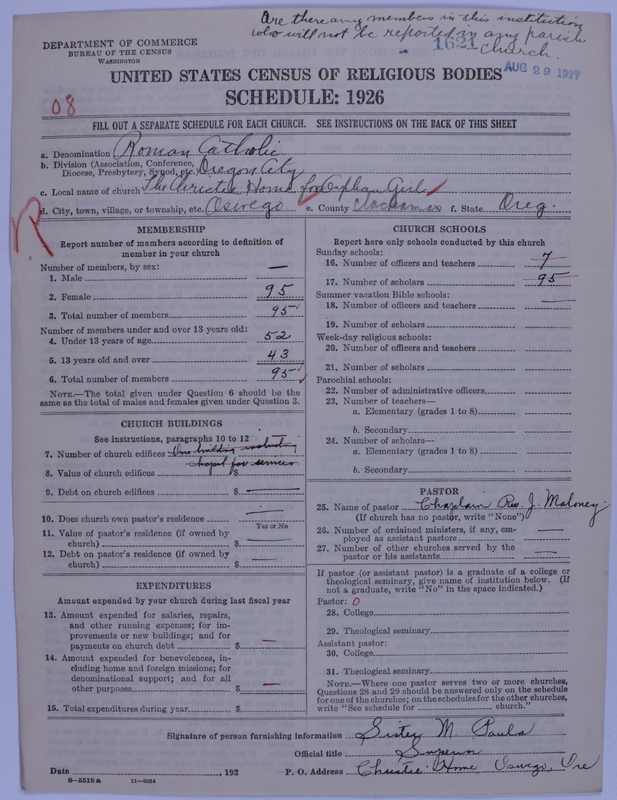 Are there any members in this institution
who will not be reported in any parish
church.
1621
AUG 29 1927
DEPARTMENT OF COMMERCE
BUREAU OF THE CENSUS
WASHINGTON
UNITED STATES CENSUS OF RELIGIOUS BODIES
SCHEDULE: 1926
08
FILL OUT A SEPARATE SCHEDULE FOR EACH CHURCH. SEE INSTRUCTIONS ON THE BACK OF THIS SHEET
a. Denomination Roman Catholic
b. Division (Association, Conference, Diocese, Presbytery, Synod, etc.) Oregon City
c. Local name of church The Christie Home for Orphan Girls
d. City, town, village, or township, etc. Oswego e. County Clackamas f. State Oreg.
R
MEMBERSHIP
Report number of members according to definition of
member in your church
Number of members, by sex: —
1. Male
2. Female 95
3. Total number of members 95
Number of members under and over 13 years old:
4. Under 13 years of age 52
5. 13 years old and over 43
6. Total number of members 95
NOTE.—The total given under Question 6 should be the
same as the total of males and females given under Question 3.
CHURCH BUILDINGS
See instructions, paragraphs 10 to 12
7. Number of church edifices One building including
chapel for services
8. Value of church edifices $
9. Debt on church edifices $ —
10. Does church own pastor's residence —
Yes or No
11. Value of pastor's residence (if owned by
church) $ —
12. Debt on pastor's residence (if owned by
church) $ —
EXPENDITURES
Amount expended by your church during last fiscal year
13. Amount expended for salaries, repairs,
and other running expenses; for im-
provements or new buildings; and for
payments on church debt $ —
14. Amount expended for benevolences, in-
cluding home and foreign missions; for
denominational support; and for all
other purposes $ —
15. Total expenditures during year $
CHURCH SCHOOLS
Report here only schools conducted by this church
Sunday schools:
16. Number of officers and teachers 7
17. Number of scholars 95
Summer vacation Bible schools:
18. Number of officers and teachers —
19. Number of scholars
Week-day religious schools:
20. Number of officers and teachers
21. Number of scholars
Parochial schools:
22. Number of administrative officers
23. Number of teachers—
a. Elementary (grades 1 to 8)
b. Secondary
24. Number of scholars—
a. Elementary (grades 1 to 8)
b. Secondary
PASTOR
25. Name of pastor Chaplain Rev. J. Maloney.
(If church has no pastor, write "None")
26. Number of ordained ministers, if any, em-
ployed as assistant pastors —
27. Number of other churches served by the
pastor or his assistants —
If pastor (or assistant pastor) is a graduate of a college or
theological seminary, give name of institution below. (If
not a graduate, write "No" in the space indicated.)
Pastor: 0
28. College
29. Theological seminary
Assistant pastor:
30. College
31. Theological seminary
NOTE.—Where one pastor serves two or more churches,
Questions 28 and 29 should be answered only on the schedule
for one of the churches; on the schedules for the other churches,
write "See schedule for church."
Signature of person furnishing information Sister M. Paula
Official title Superior
Date , 192 P. O. Address Christie Home Oswego, Ore
8—5518a 11—9064